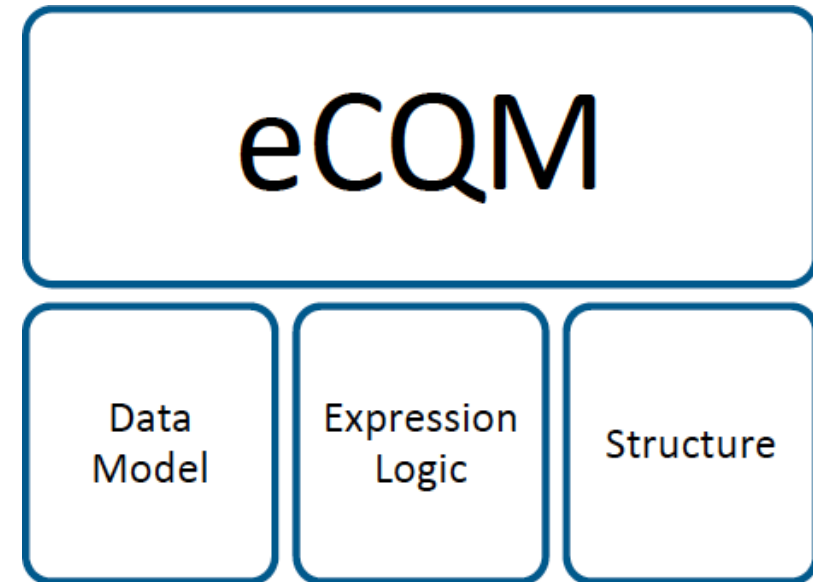 eCQM
Data
Model
Expression
Logic
Structure